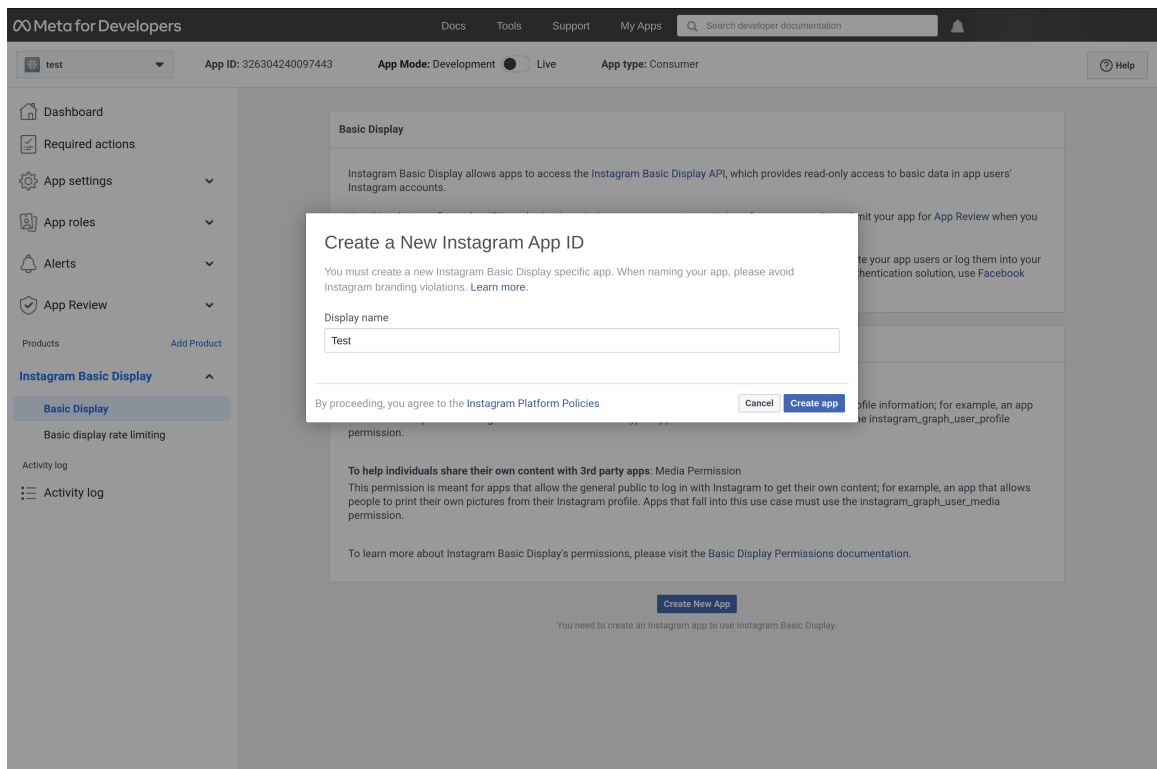 Meta for Developers
Docs Tools Support My Apps Search developer documentation
test
App ID: 326304240097443
App Mode: Development Live
App type: Consumer
Help
Dashboard
Required actions
App settings
App roles
Alerts
App Review
Products Add Product
Instagram Basic Display
Basic Display
Basic display rate limiting
Activity log
Activity log
Basic Display
Instagram Basic Display allows apps to access the Instagram Basic Display API, which provides read-only access to basic data in app users'
Instagram accounts.
mit your app for App Review when you
te your app users or log them into your
hentication solution, use Facebook
Create a New Instagram App ID
You must create a new Instagram Basic Display specific app. When naming your app, please avoid
Instagram branding violations. Learn more.
Display name
Test
By proceeding, you agree to the Instagram Platform Policies
Cancel Create app
ofile information; for example, an app
e instagram_graph_user_profile
permission.
To help individuals share their own content with 3rd party apps: Media Permission
This permission is meant for apps that allow the general public to log in with Instagram to get their own content; for example, an app that allows
people to print their own pictures from their Instagram profile. Apps that fall into this use case must use the instagram_graph_user_media
permission.
To learn more about Instagram Basic Display's permissions, please visit the Basic Display Permissions documentation.
Create New App
You need to create an Instagram app to use Instagram Basic Display.